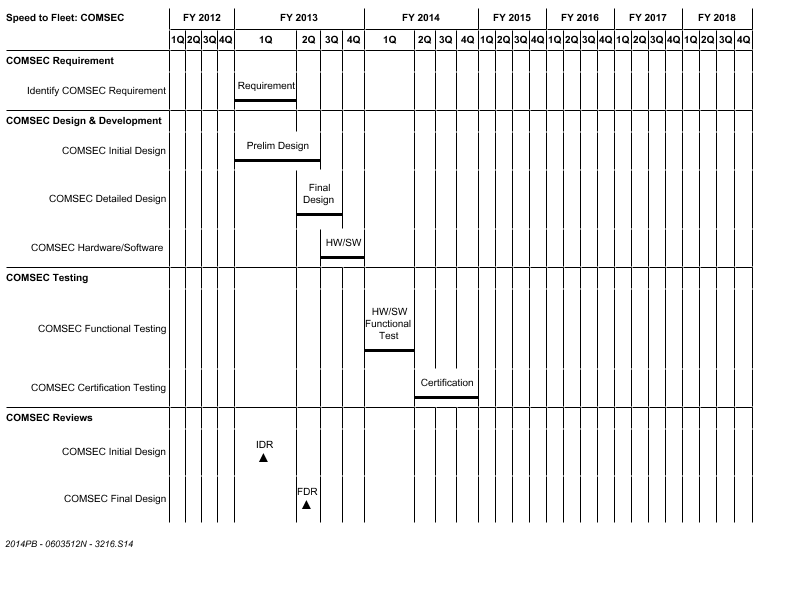 Speed to Fleet: COMSEC FY 2012 FY 2013 FY 2014 FY 2015 FY 2016 FY 2017 FY 2018
1Q 2Q 3Q 4Q 1Q 2Q 3Q 4Q 1Q 2Q 3Q 4Q 1Q 2Q 3Q 4Q 1Q 2Q 3Q 4Q 1Q 2Q 3Q 4Q 1Q 2Q 3Q 4Q
COMSEC Requirement
Identify COMSEC Requirement Requirement
COMSEC Design & Development
COMSEC Initial Design Prelim Design
COMSEC Detailed Design Final
Design
COMSEC Hardware/Software HW/SW
COMSEC Testing
COMSEC Functional Testing HW/SW
Functional
Test
COMSEC Certification Testing Certification
COMSEC Reviews
COMSEC Initial Design IDR
COMSEC Final Design FDR
2014PB - 0603512N - 3216.S14